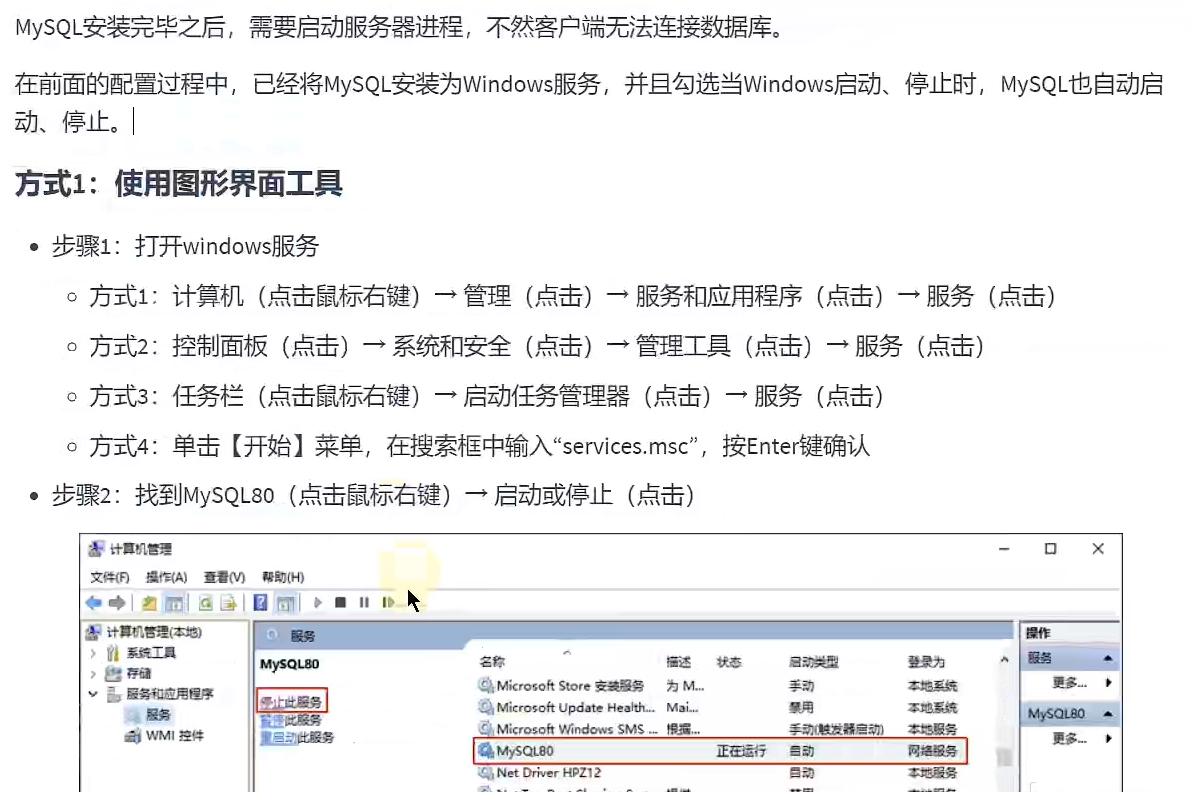 MySQL安装完毕之后，需要启动服务器进程，不然客户端无法连接数据库。
在前面的配置过程中，已经将MySQL安装为Windows服务，并且勾选当Windows启动、停止时，MySQL也自动启
动、停止。
方式1：使用图形界面工具
步骤1：打开windows服务
方式1：计算机（点击鼠标右键）→ 管理（点击）→ 服务和应用程序（点击）→ 服务（点击）
方式2：控制面板（点击）→ 系统和安全（点击）→ 管理工具（点击）→ 服务（点击）
方式3：任务栏（点击鼠标右键）→ 启动任务管理器（点击）→ 服务（点击）
方式4：单击【开始】菜单，在搜索框中输入“services.msc”，按Enter键确认
步骤2：找到MySQL80（点击鼠标右键）→ 启动或停止（点击）
计算机管理
文件(F) 操作(A) 查看(V) 帮助(H)
计算机管理(本地)
系统工具
存储
服务和应用程序
服务
WMI 控件
服务
MySQL80
停止此服务
暂停此服务
重启动此服务
名称 描述 状态 启动类型 登录为
Microsoft Store 安装服务 为 M... 手动 本地系统
Microsoft Update Health... Mai... 禁用 本地系统
Microsoft Windows SMS ... 根据... 手动(触发器启动) 本地服务
MySQL80 正在运行 自动 网络服务
Net Driver HPZ12 自动 本地服务
操作
服务
更多...
MySQL80
更多...